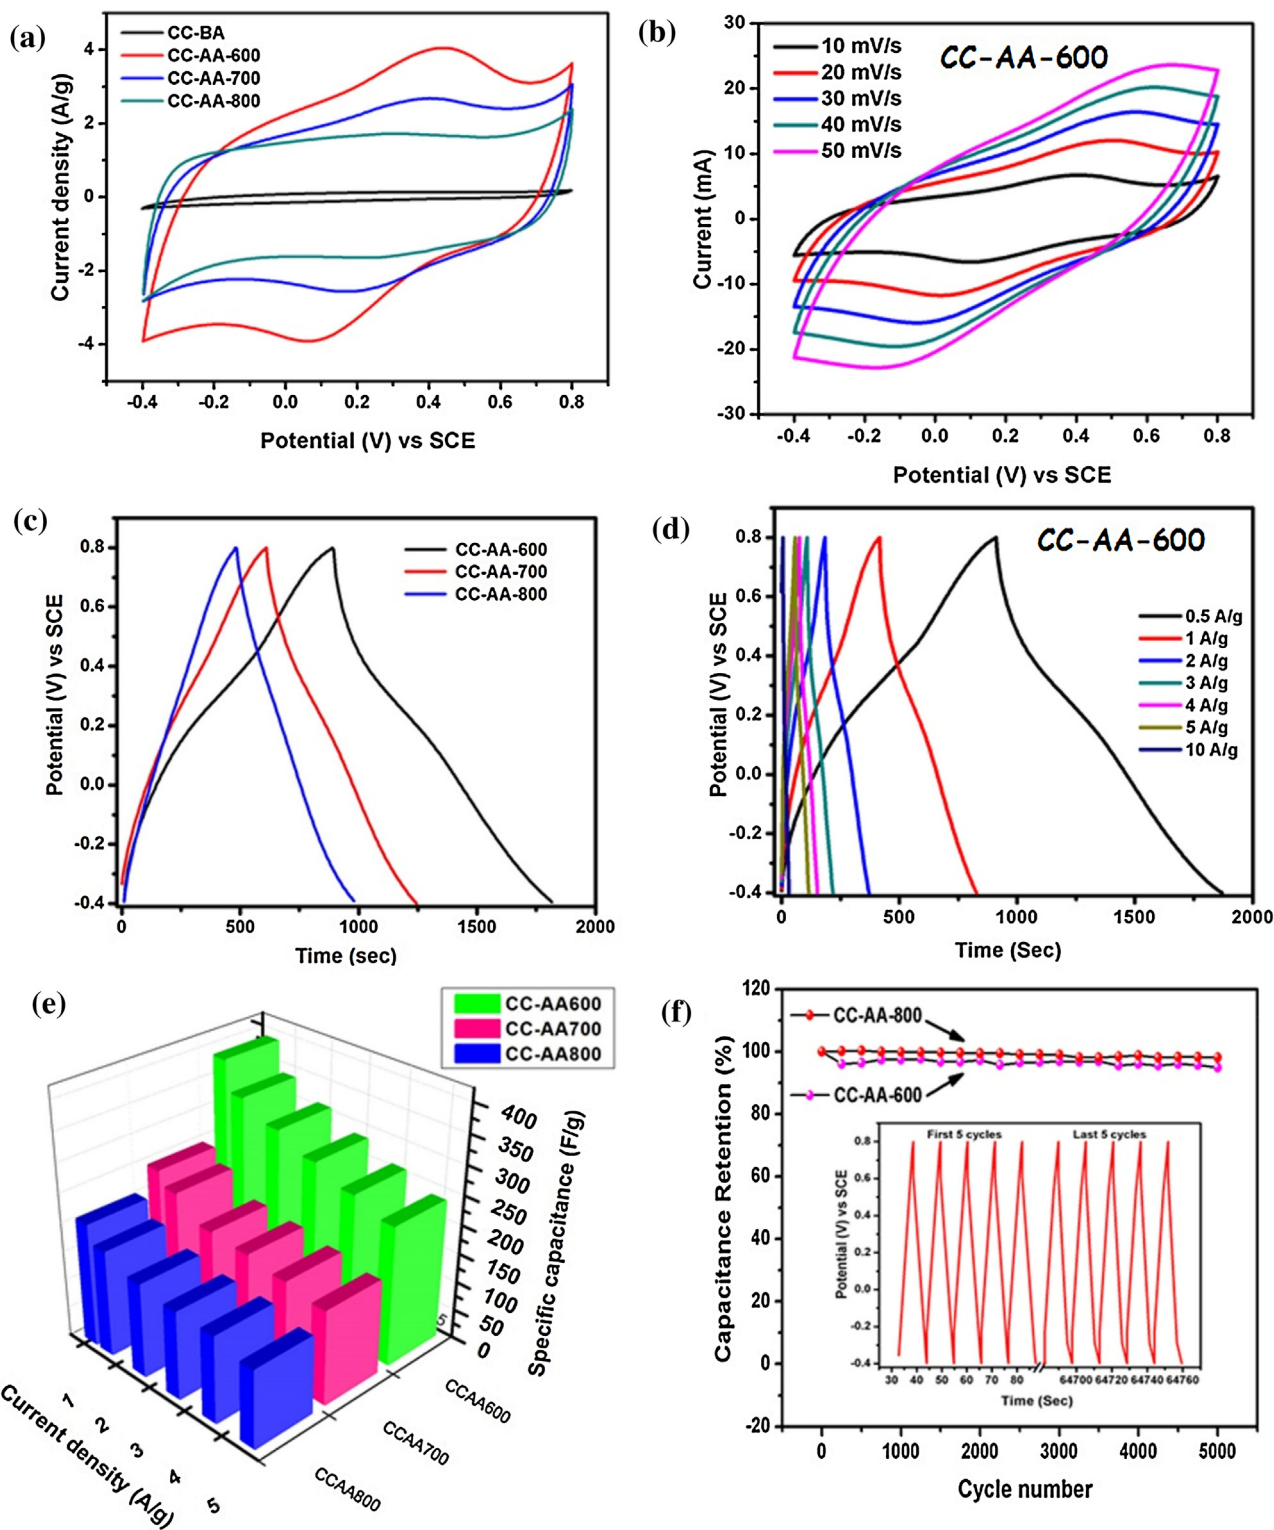 (a)
CC-BA
CC-AA-600
CC-AA-700
CC-AA-800
Current density (A/g)
4
2
0
-2
-4
-0.4 -0.2 0.0 0.2 0.4 0.6 0.8
Potential (V) vs SCE
(b)
CC-AA-600
10 mV/s
20 mV/s
30 mV/s
40 mV/s
50 mV/s
Current (mA)
30
20
10
0
-10
-20
-30
-0.4 -0.2 0.0 0.2 0.4 0.6 0.8
Potential (V) vs SCE
(c)
CC-AA-600
CC-AA-700
CC-AA-800
Potential (V) vs SCE
0.8
0.6
0.4
0.2
0.0
-0.2
-0.4
0 500 1000 1500 2000
Time (sec)
(d)
CC-AA-600
0.5 A/g
1 A/g
2 A/g
3 A/g
4 A/g
5 A/g
10 A/g
Potential (V) vs SCE
0.8
0.6
0.4
0.2
0.0
-0.2
-0.4
0 500 1000 1500 2000
Time (Sec)
(e)
CC-AA600
CC-AA700
CC-AA800
400
350
300
250
200
150
100
50
0
Specific capacitance (F/g)
5
1
2
3
4
5
Current density (A/g)
CCAA600
CCAA700
CCAA800
(f)
CC-AA-800
CC-AA-600
Capacitance Retention (%)
120
100
80
60
40
20
0
-20
0 1000 2000 3000 4000 5000
Cycle number
First 5 cycles Last 5 cycles
Potential (V) vs SCE
0.8
0.6
0.4
0.2
0.0
-0.2
-0.4
30 40 50 60 70 80 64700 64720 64740 64760
Time (Sec)